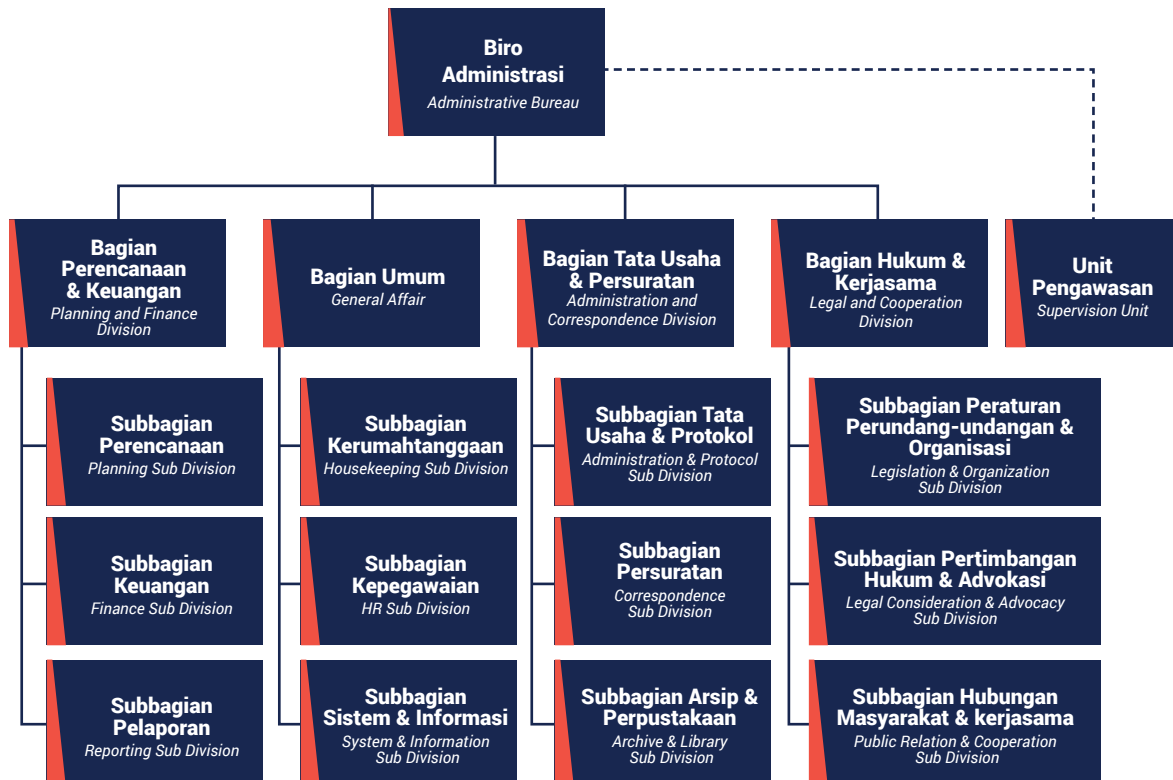 Biro
Administrasi
Administrative Bureau
Bagian
Perencanaan
& Keuangan
Planning and Finance
Division
Bagian Umum
General Affair
Bagian Tata Usaha
& Persuratan
Administration and
Correspondence Division
Bagian Hukum &
Kerjasama
Legal and Cooperation
Division
Unit
Pengawasan
Supervision Unit
Subbagian
Perencanaan
Planning Sub Division
Subbagian
Kerumahtanggaan
Housekeeping Sub Division
Subbagian Tata
Usaha & Protokol
Administration & Protocol
Sub Division
Subbagian Peraturan
Perundang-undangan &
Organisasi
Legislation & Organization
Sub Division
Subbagian
Keuangan
Finance Sub Division
Subbagian
Kepegawaian
HR Sub Division
Subbagian
Persuratan
Correspondence
Sub Division
Subbagian Pertimbangan
Hukum & Advokasi
Legal Consideration & Advocacy
Sub Division
Subbagian
Pelaporan
Reporting Sub Division
Subbagian
Sistem & Informasi
System & Information
Sub Division
Subbagian Arsip &
Perpustakaan
Archive & Library
Sub Division
Subbagian Hubungan
Masyarakat & kerjasama
Public Relation & Cooperation
Sub Division